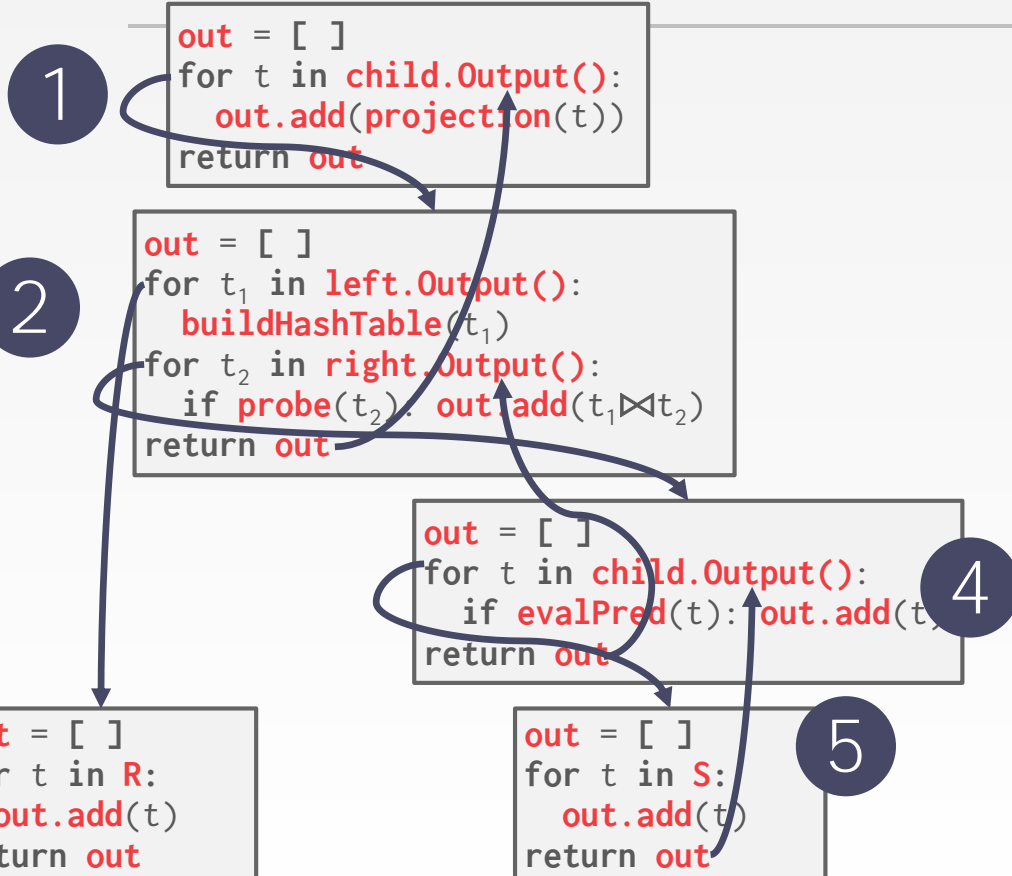 1
out = [ ]
for t in child.Output():
out.add(projection(t))
return out
2
out = [ ]
for t₁ in left.Output():
buildHashTable(t₁)
for t₂ in right.Output():
if probe(t₂): out.add(t₁⋈t₂)
return out
4
out = [ ]
for t in child.Output():
if evalPred(t): out.add(t
return out
t = [ ]
r t in R:
out.add(t)
turn out
5
out = [ ]
for t in S:
out.add(t)
return out